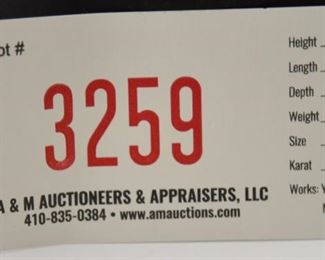 ot #
3259
A & M AUCTIONEERS & APPRAISERS, LLC
410-835-0384 • www.amauctions.com
Height
Length
Depth
Weight
Size
Karat
Works: Y